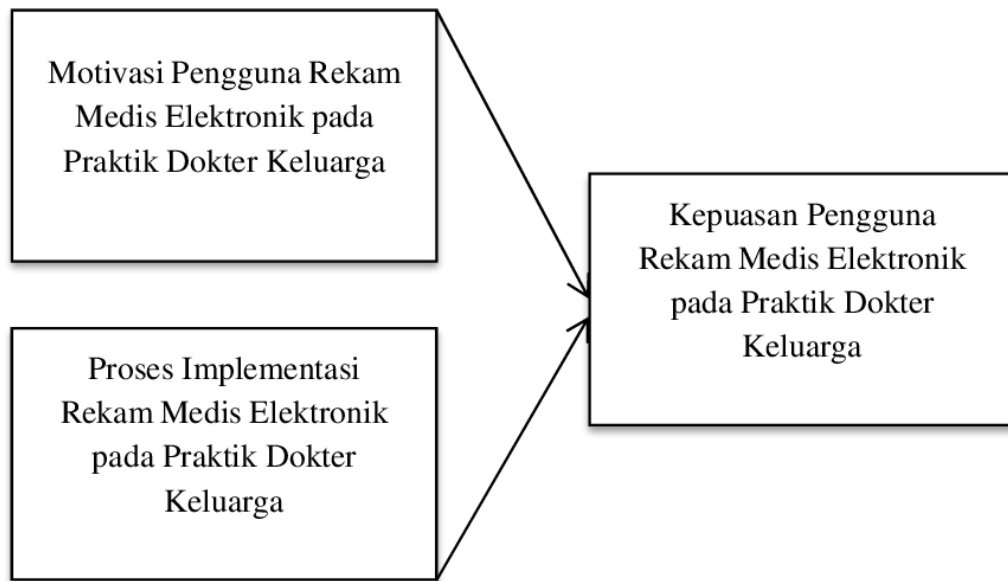 Motivasi Pengguna Rekam
Medis Elektronik pada
Praktik Dokter Keluarga
Proses Implementasi
Rekam Medis Elektronik
pada Praktik Dokter
Keluarga
Kepuasan Pengguna
Rekam Medis Elektronik
pada Praktik Dokter
Keluarga